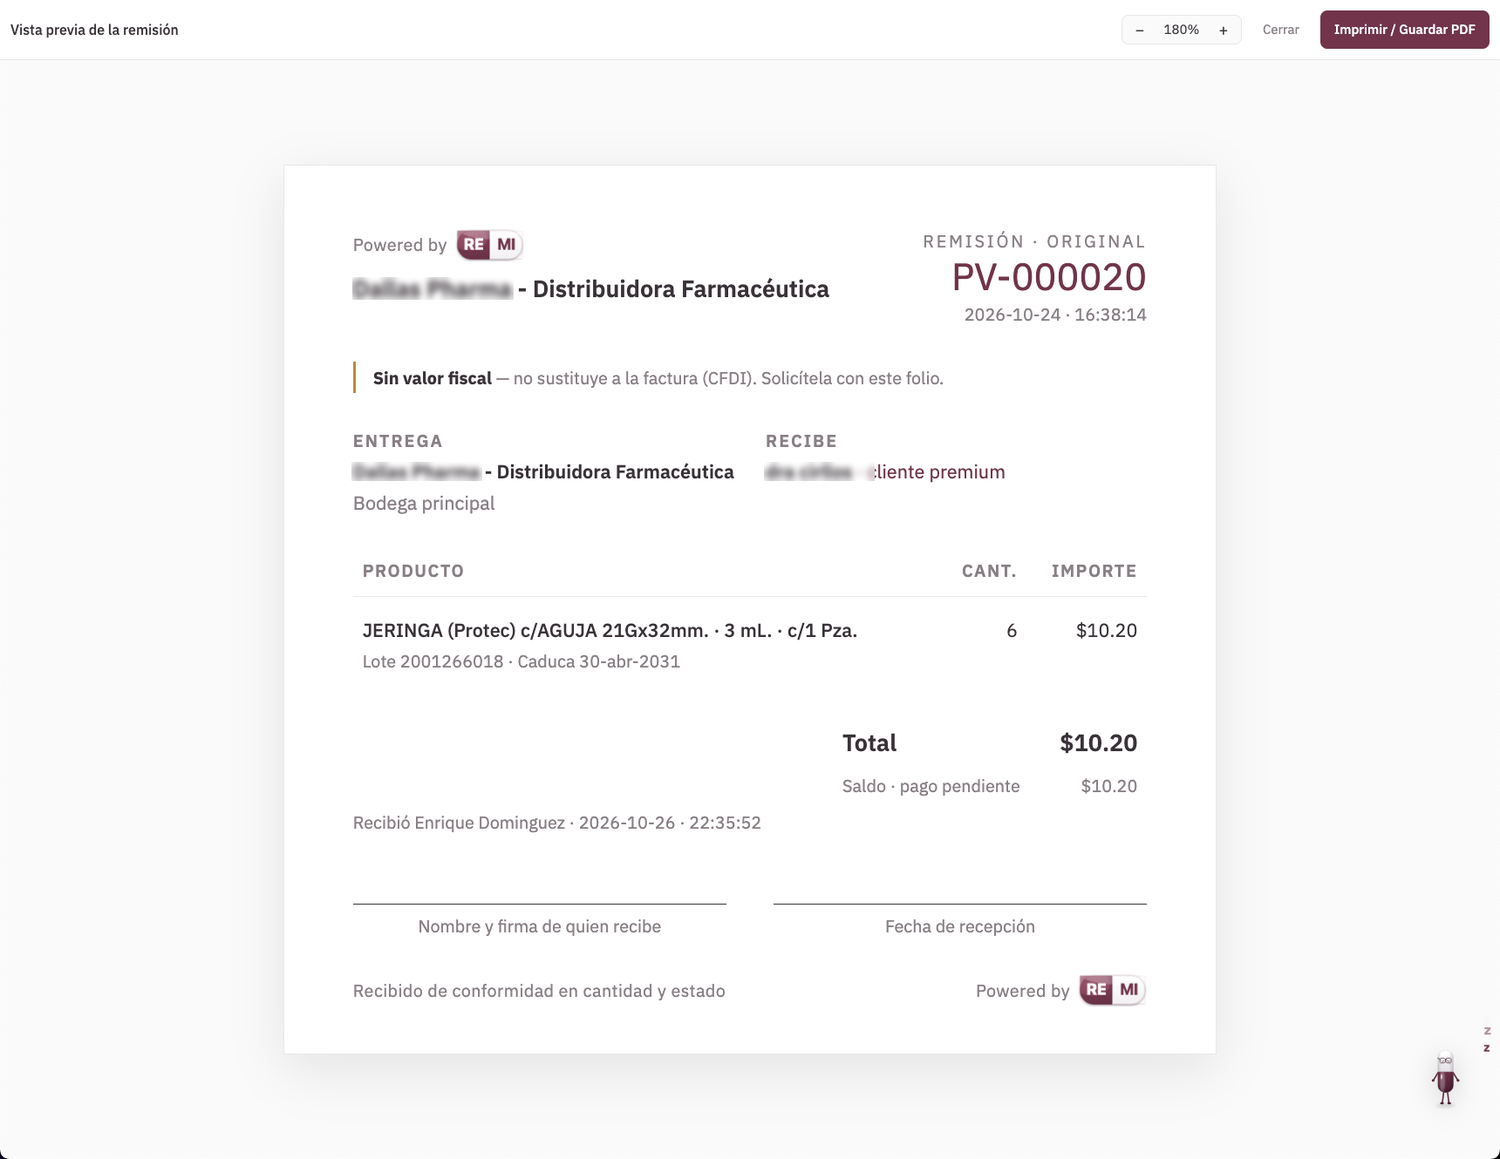 Vista previa de la remisión
− 180% + Cerrar Imprimir / Guardar PDF
Powered by RE MI
REMISIÓN · ORIGINAL
PV-000020
- Distribuidora Farmacéutica
2026-10-24 · 16:38:14
Sin valor fiscal — no sustituye a la factura (CFDI). Solicítela con este folio.
ENTREGA
- Distribuidora Farmacéutica
Bodega principal
RECIBE
cliente premium
PRODUCTO CANT. IMPORTE
JERINGA (Protec) c/AGUJA 21Gx32mm. · 3 mL. · c/1 Pza. 6 $10.20
Lote 2001266018 · Caduca 30-abr-2031
Total $10.20
Saldo · pago pendiente $10.20
Recibió Enrique Dominguez · 2026-10-26 · 22:35:52
Nombre y firma de quien recibe
Fecha de recepción
Recibido de conformidad en cantidad y estado
Powered by RE MI
z
z